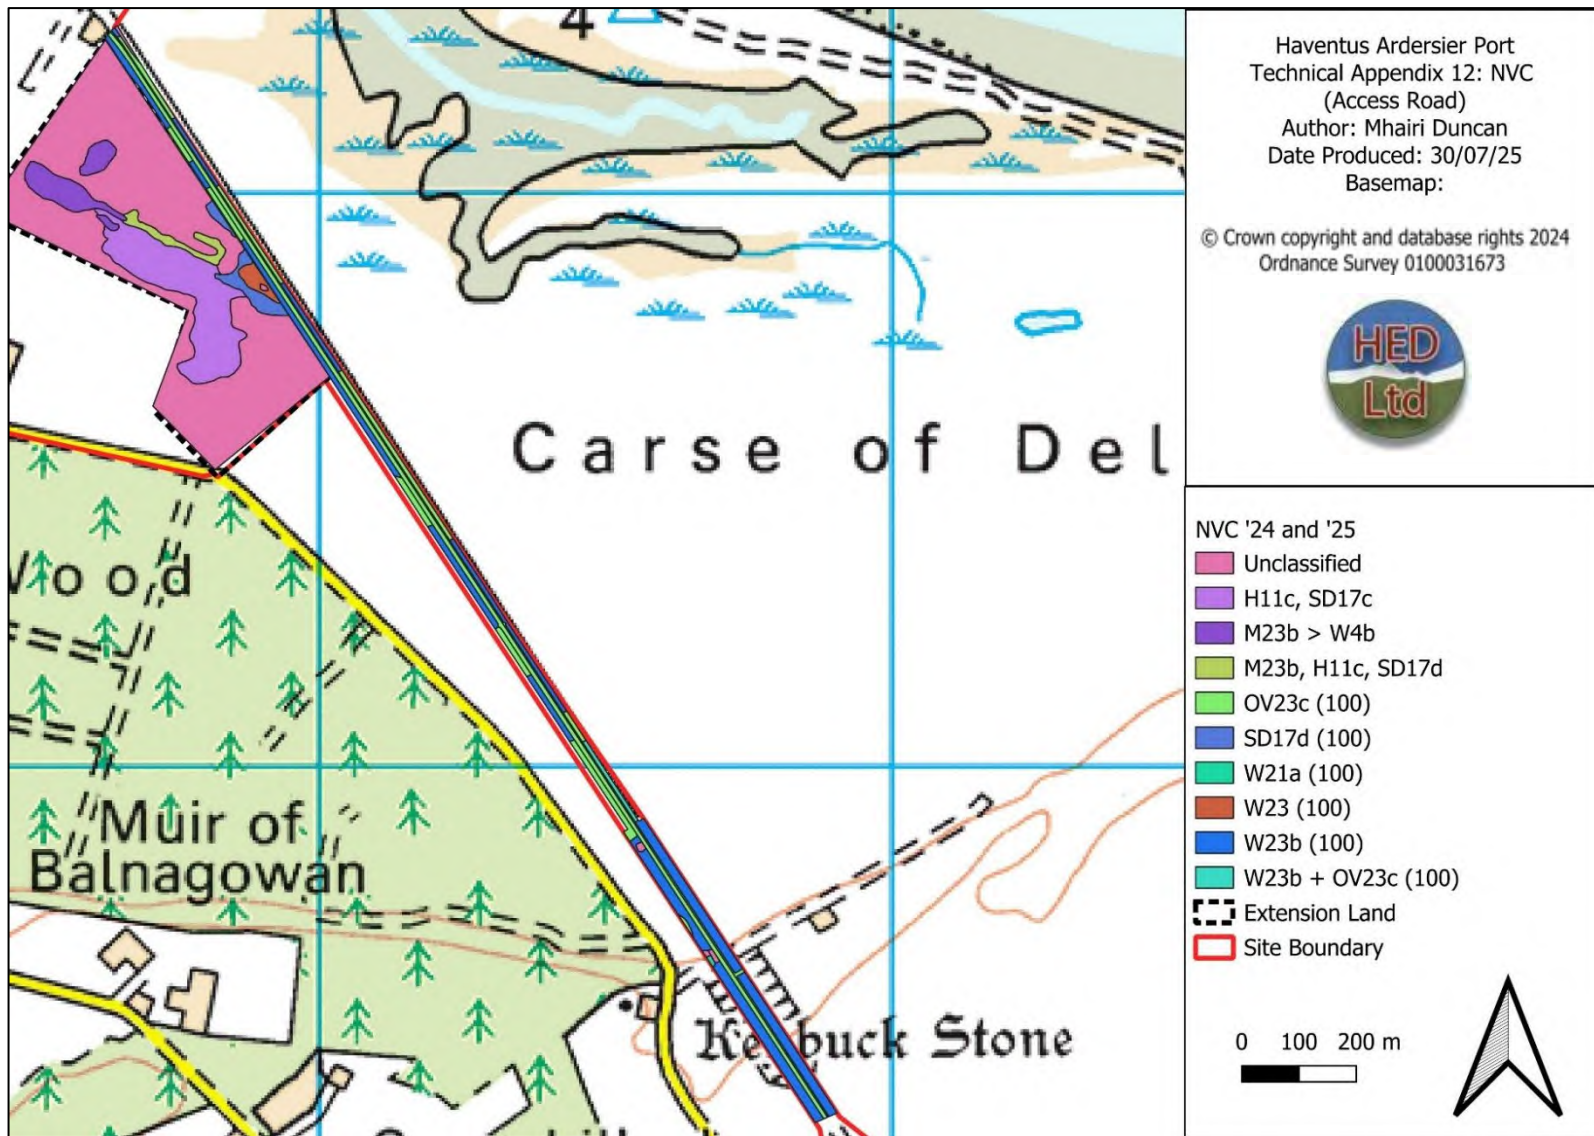 Haventus Ardersier Port
Technical Appendix 12: NVC
(Access Road)
Author: Mhairi Duncan
Date Produced: 30/07/25
Basemap:
© Crown copyright and database rights 2024
Ordnance Survey 0100031673
HED
Ltd
NVC '24 and '25
Unclassified
H11c, SD17c
M23b > W4b
M23b, H11c, SD17d
OV23c (100)
SD17d (100)
W21a (100)
W23 (100)
W23b (100)
W23b + OV23c (100)
Extension Land
Site Boundary
0 100 200 m
4
Carse of Del
Wood
Muir of
Balnagowan
Stone